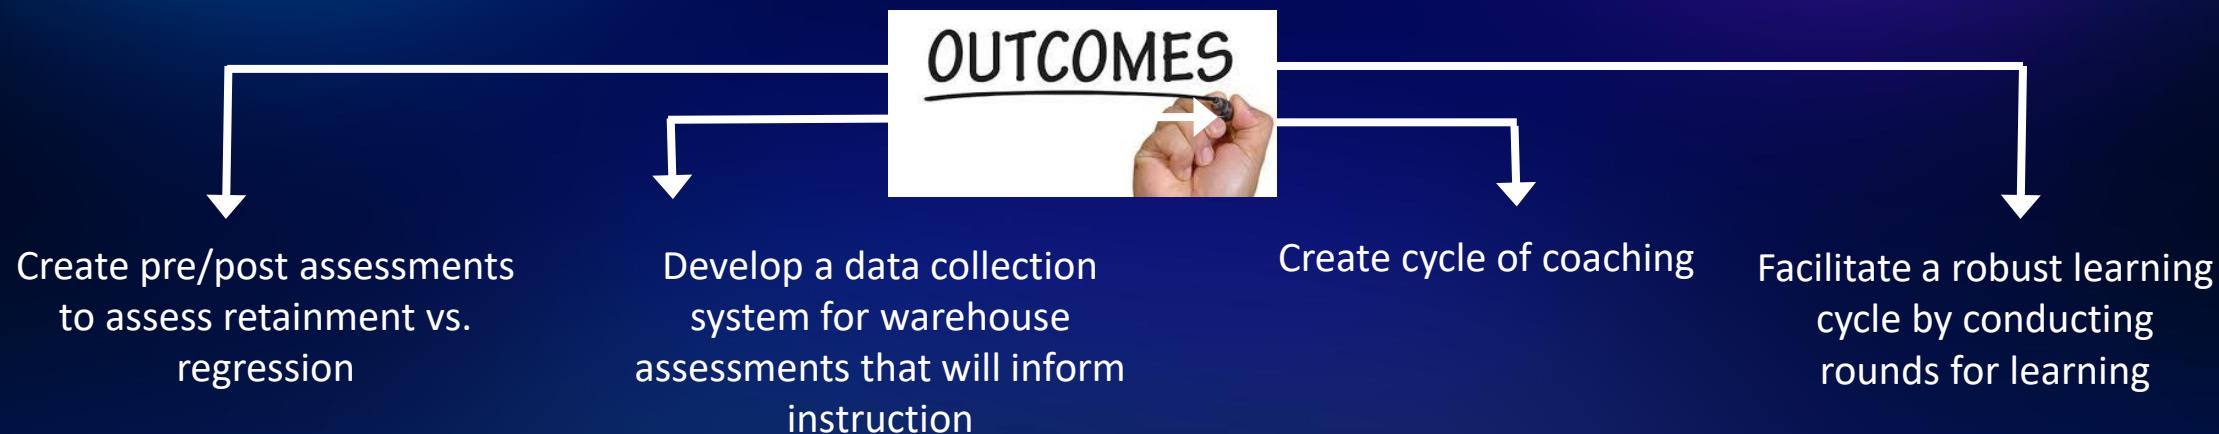 OUTCOMES
Create pre/post assessments
to assess retainment vs.
regression
Develop a data collection
system for warehouse
assessments that will inform
instruction
Create cycle of coaching
Facilitate a robust learning
cycle by conducting
rounds for learning